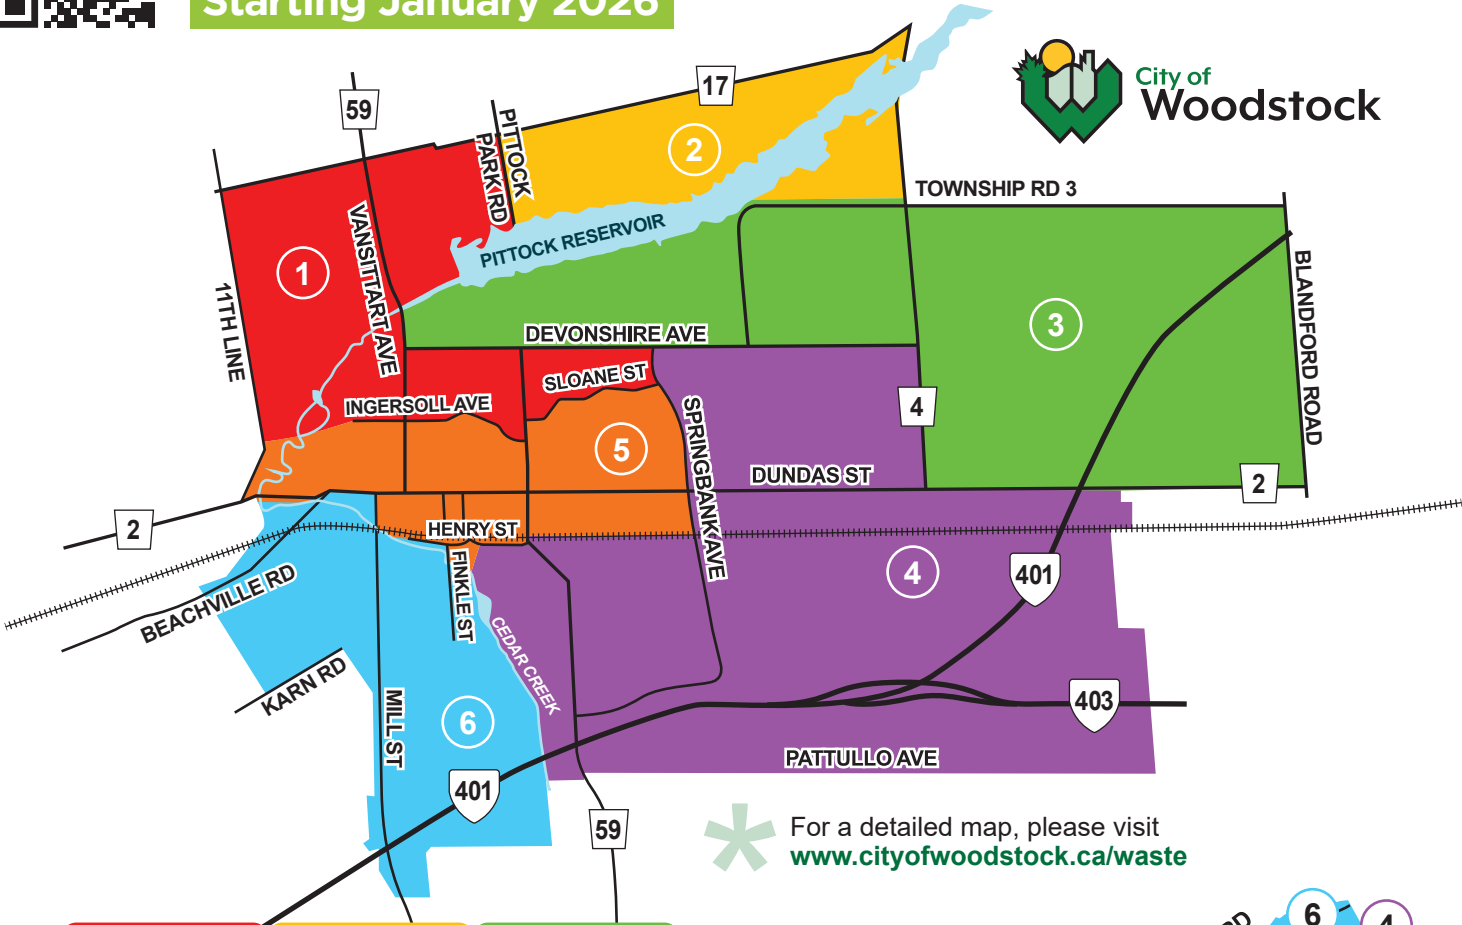 Starting January 2026
City of
Woodstock
17
59
PITTOCK
PARK RD
2
TOWNSHIP RD 3
PITTOCK RESERVOIR
1
VANSITTART AVE
11TH LINE
BLANDFORD ROAD
3
DEVONSHIRE AVE
SLOANE ST
INGERSOLL AVE
4
5
SPRINGBANK AVE
DUNDAS ST
2
2
HENRY ST
FINKLE ST
4
401
BEACHVILLE RD
CEDAR CREEK
KARN RD
MILL ST
6
403
PATTULLO AVE
401
59
For a detailed map, please visit
www.cityofwoodstock.ca/waste
6
4
RD